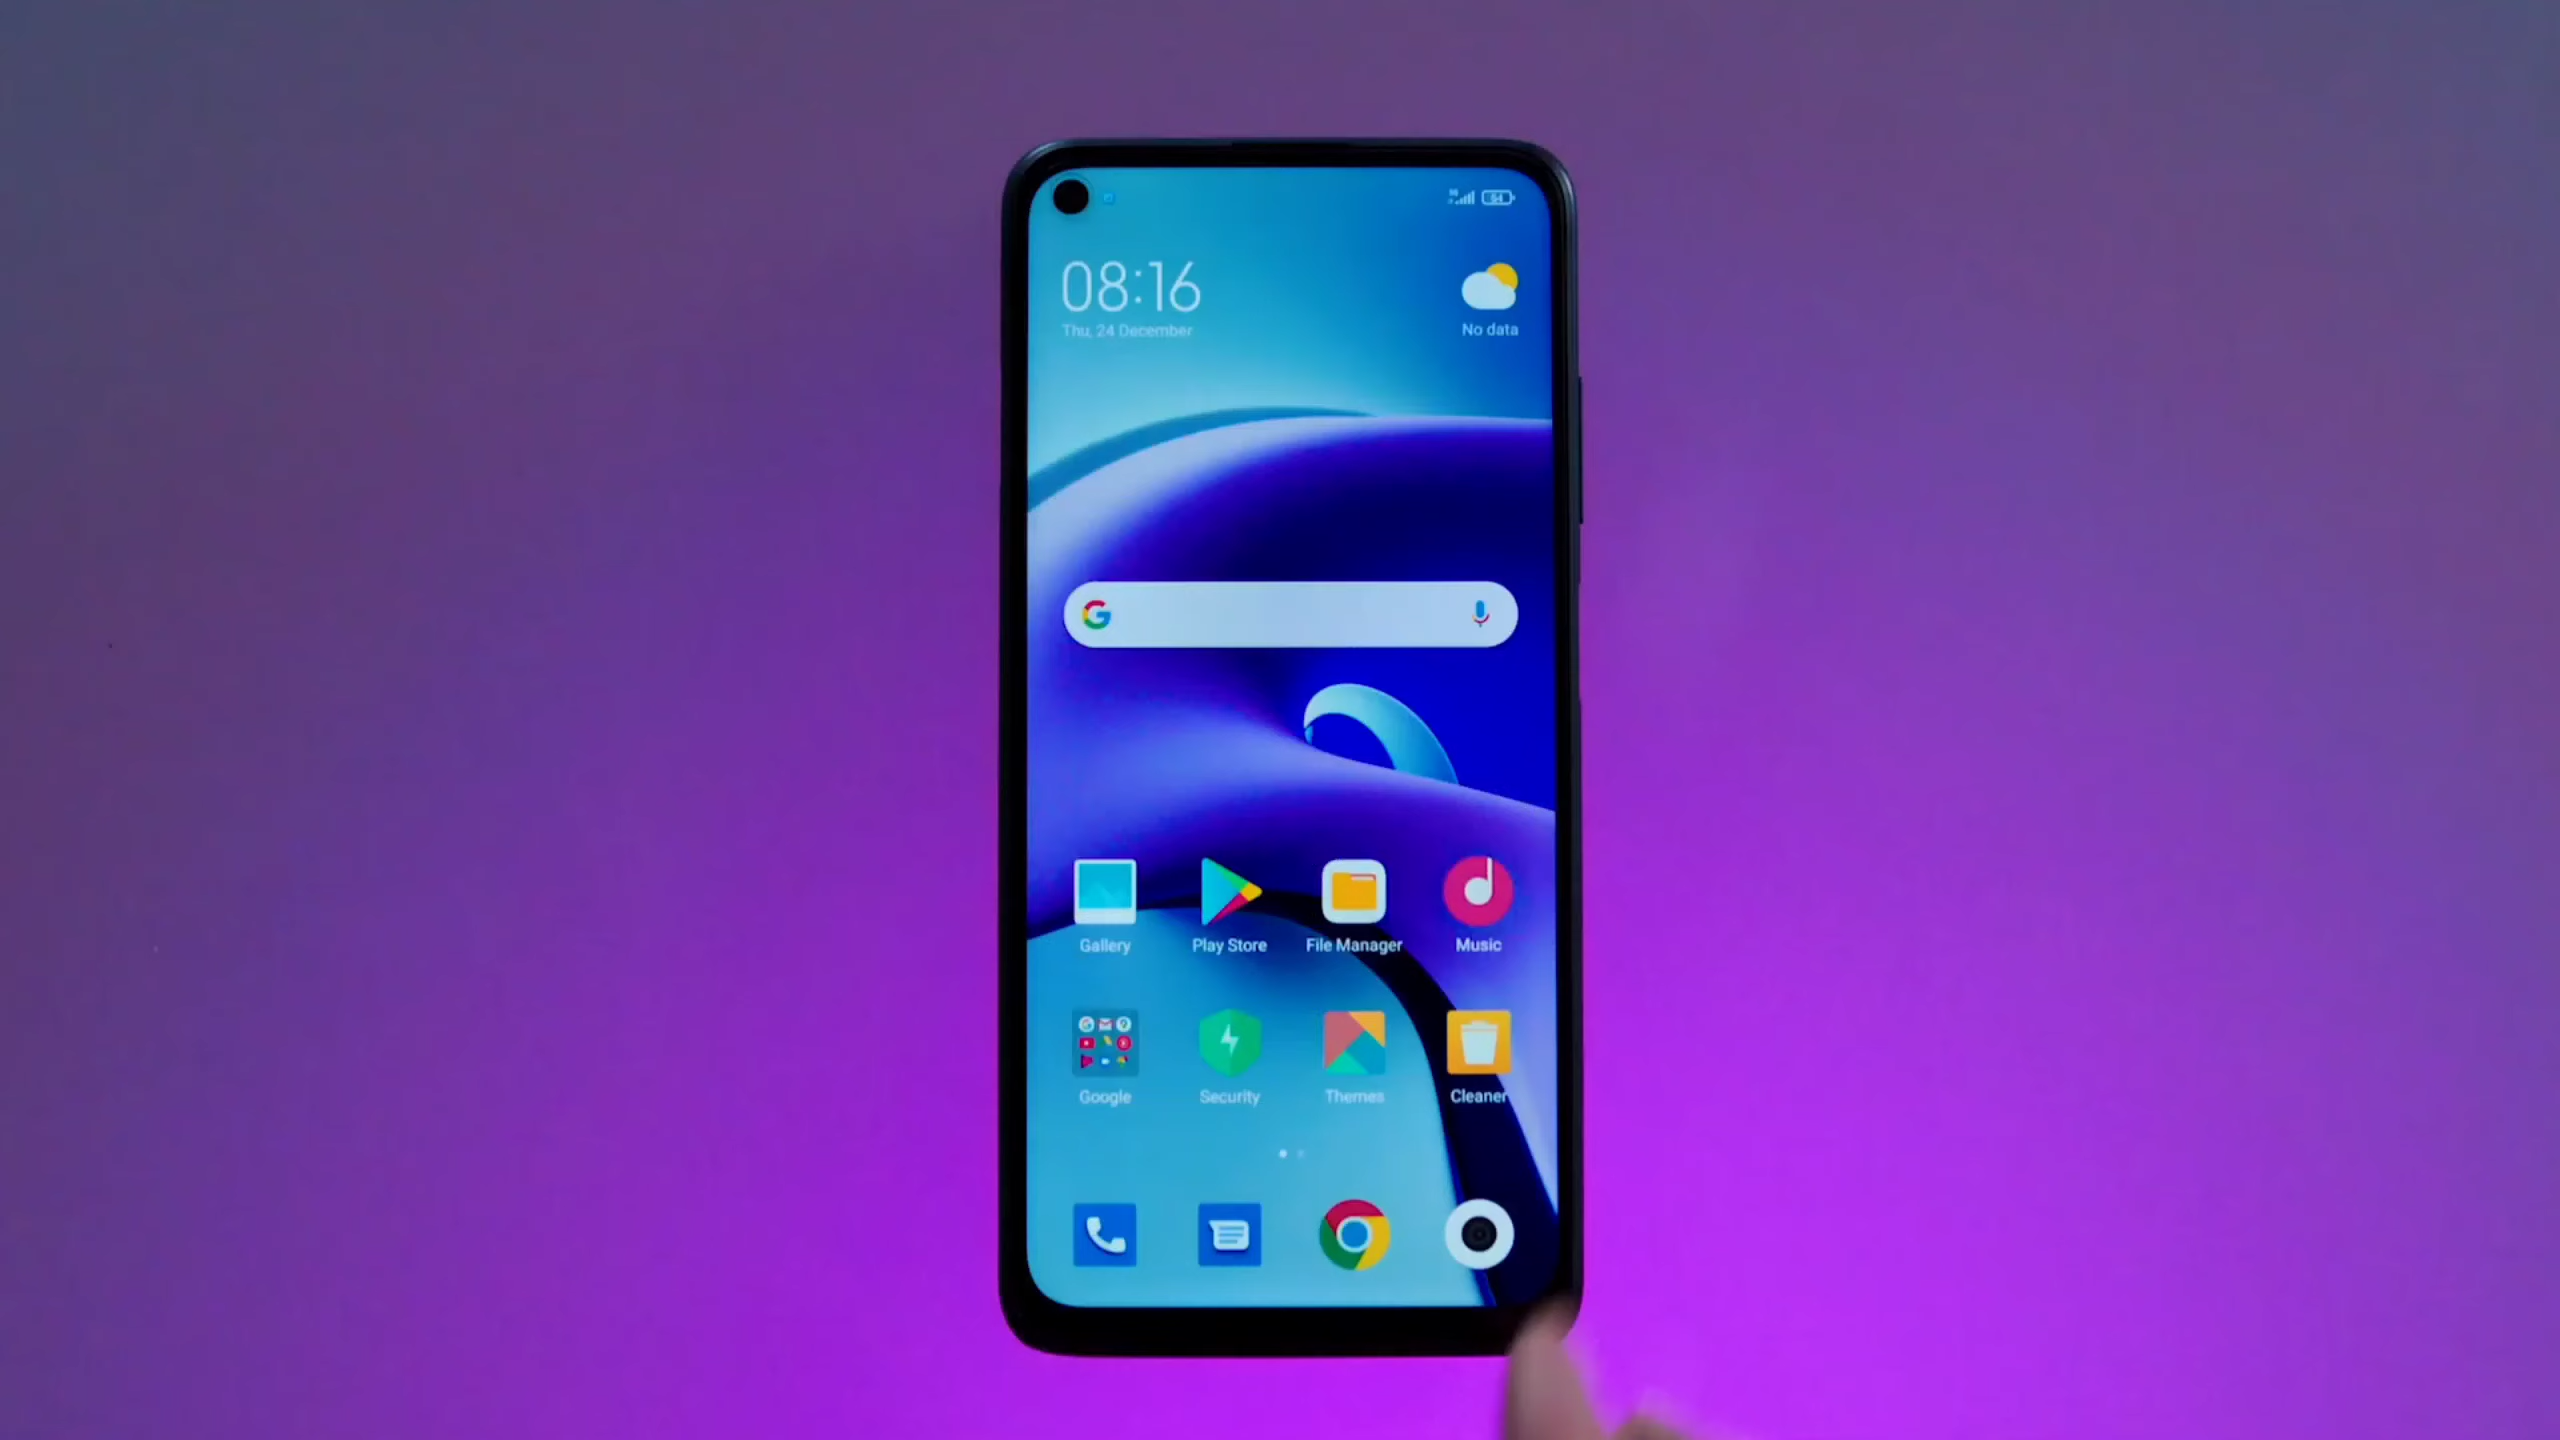 08:16
Thu, 24 December
No data
Gallery
Play Store
File Manager
Music
Google
Security
Themes
Cleaner